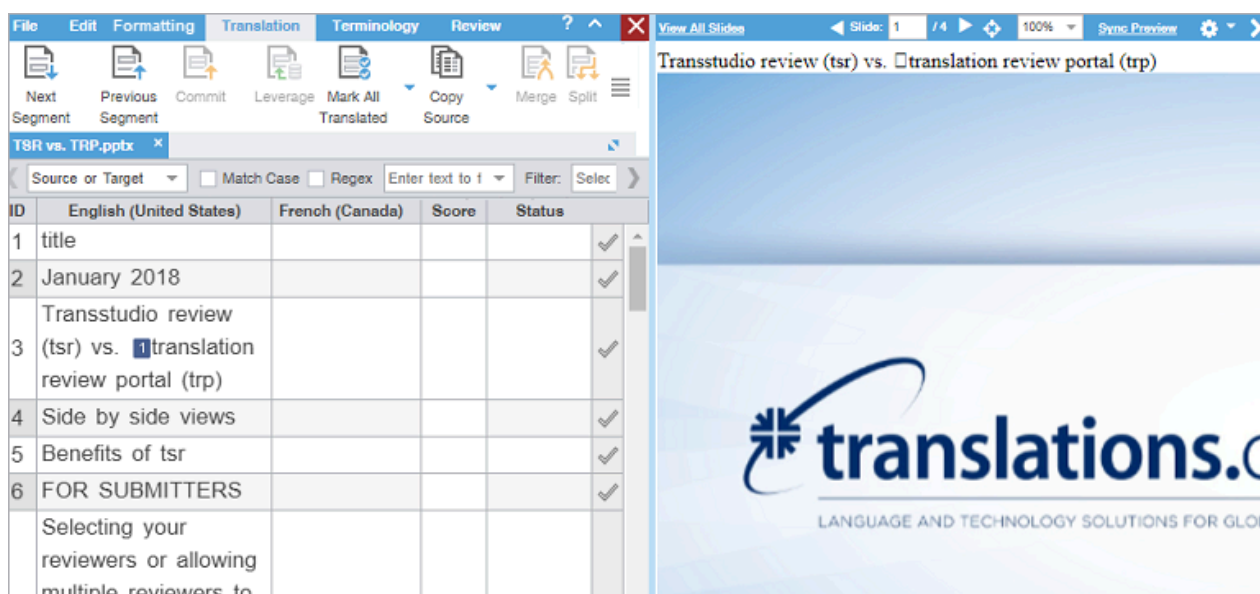 File Edit Formatting Translation Terminology Review ?
Next Segment
Previous Segment
Commit
Leverage
Mark All Translated
Copy Source
Merge
Split
TSR vs. TRP.pptx
Source or Target Match Case Regex Enter text to f Filter: Selec
ID English (United States) French (Canada) Score Status
1 title
2 January 2018
3 Transstudio review
(tsr) vs. 1translation
review portal (trp)
4 Side by side views
5 Benefits of tsr
6 FOR SUBMITTERS
Selecting your
reviewers or allowing
multiple reviewers to
View All Slides Slide: 1 /4 100% Sync Preview
Transstudio review (tsr) vs. □translation review portal (trp)
translations.
LANGUAGE AND TECHNOLOGY SOLUTIONS FOR GLO